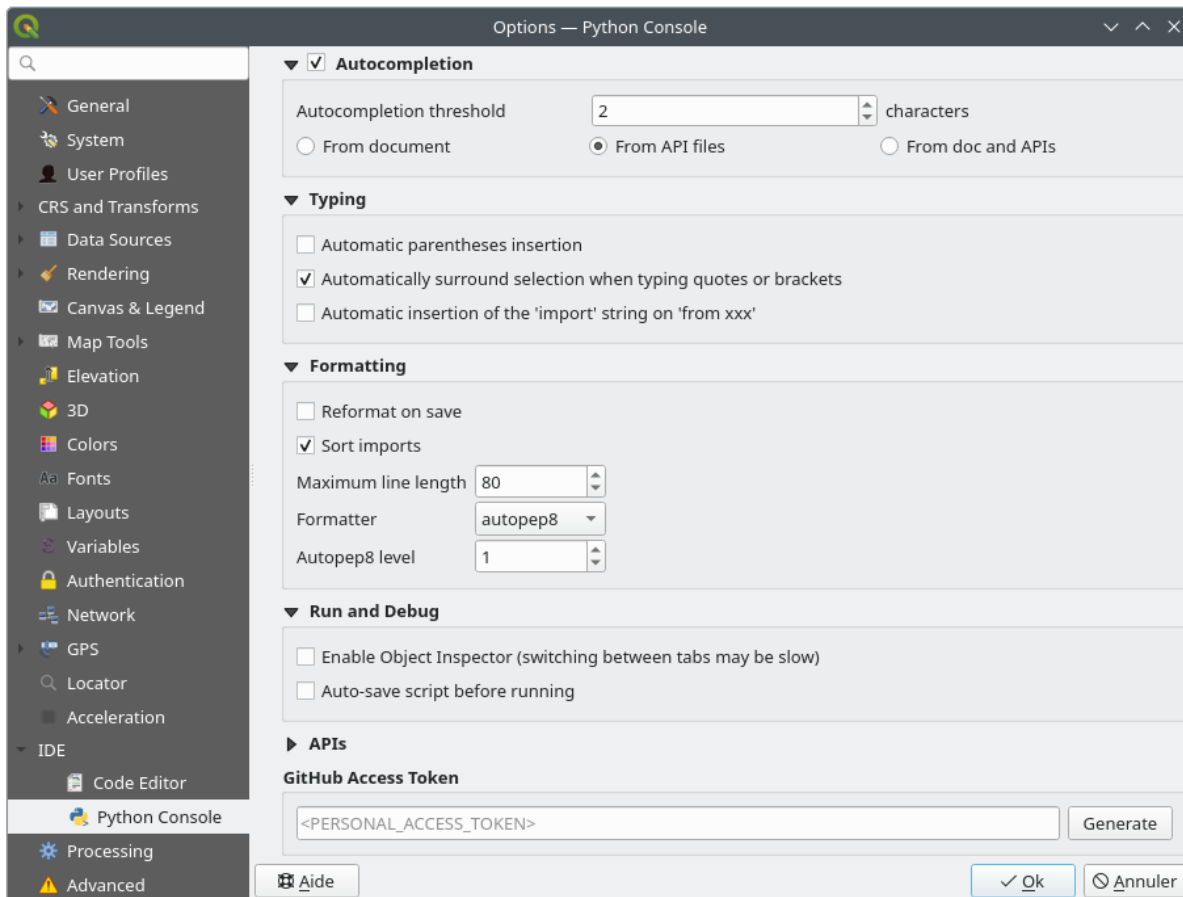 Options — Python Console
General
System
User Profiles
CRS and Transforms
Data Sources
Rendering
Canvas & Legend
Map Tools
Elevation
3D
Colors
Fonts
Layouts
Variables
Authentication
Network
GPS
Locator
Acceleration
IDE
Code Editor
Python Console
Processing
Advanced
Autocompletion
Autocompletion threshold 2 characters
From document From API files From doc and APIs
Typing
Automatic parentheses insertion
Automatically surround selection when typing quotes or brackets
Automatic insertion of the 'import' string on 'from xxx'
Formatting
Reformat on save
Sort imports
Maximum line length 80
Formatter autopep8
Autopep8 level 1
Run and Debug
Enable Object Inspector (switching between tabs may be slow)
Auto-save script before running
APIs
GitHub Access Token
<PERSONAL_ACCESS_TOKEN> Generate
Aide Ok Annuler